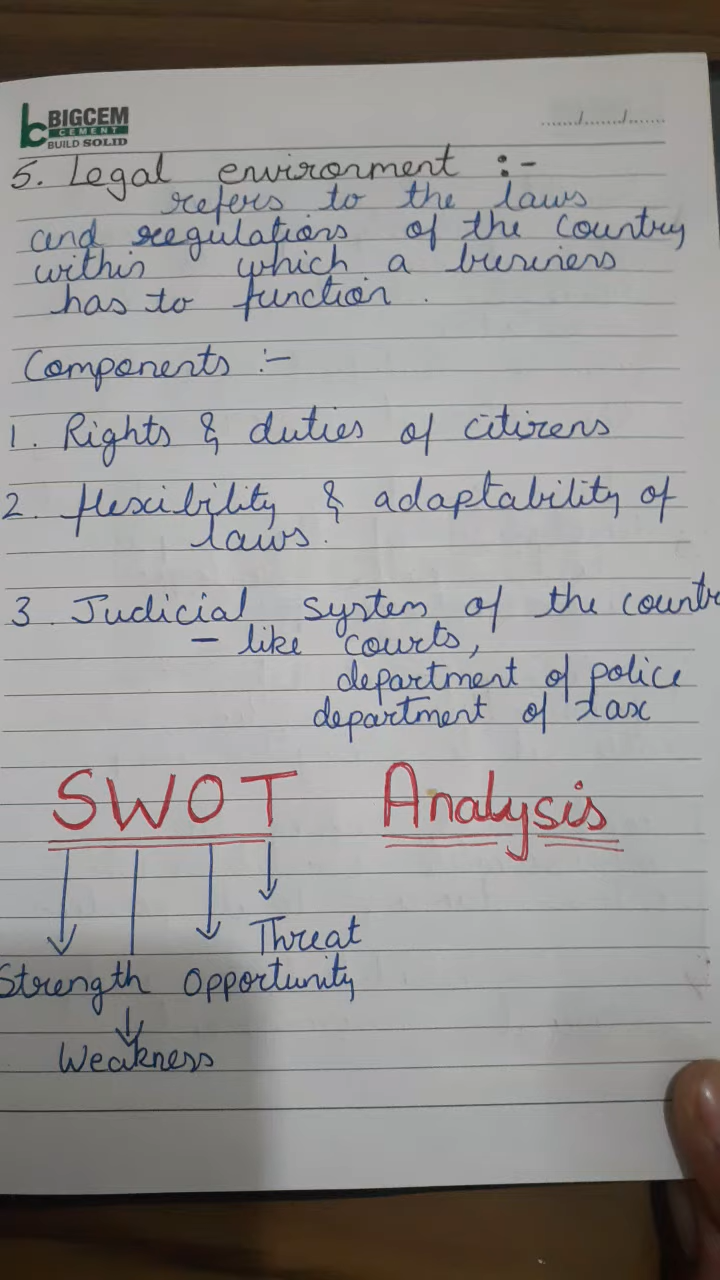 BIGCEM
CEMENT
BUILD SOLID
....../......../.......
5. Legal environment :-
refers to the laws
and regulations of the country
within which a business
has to function.
Components :-
1. Rights & duties of citizens
2. flexibility & adaptability of
laws.
3. Judicial system of the countr
- like courts,
department of police
department of tax
SWOT Analysis
Threat
Strength Opportunity
Weakness